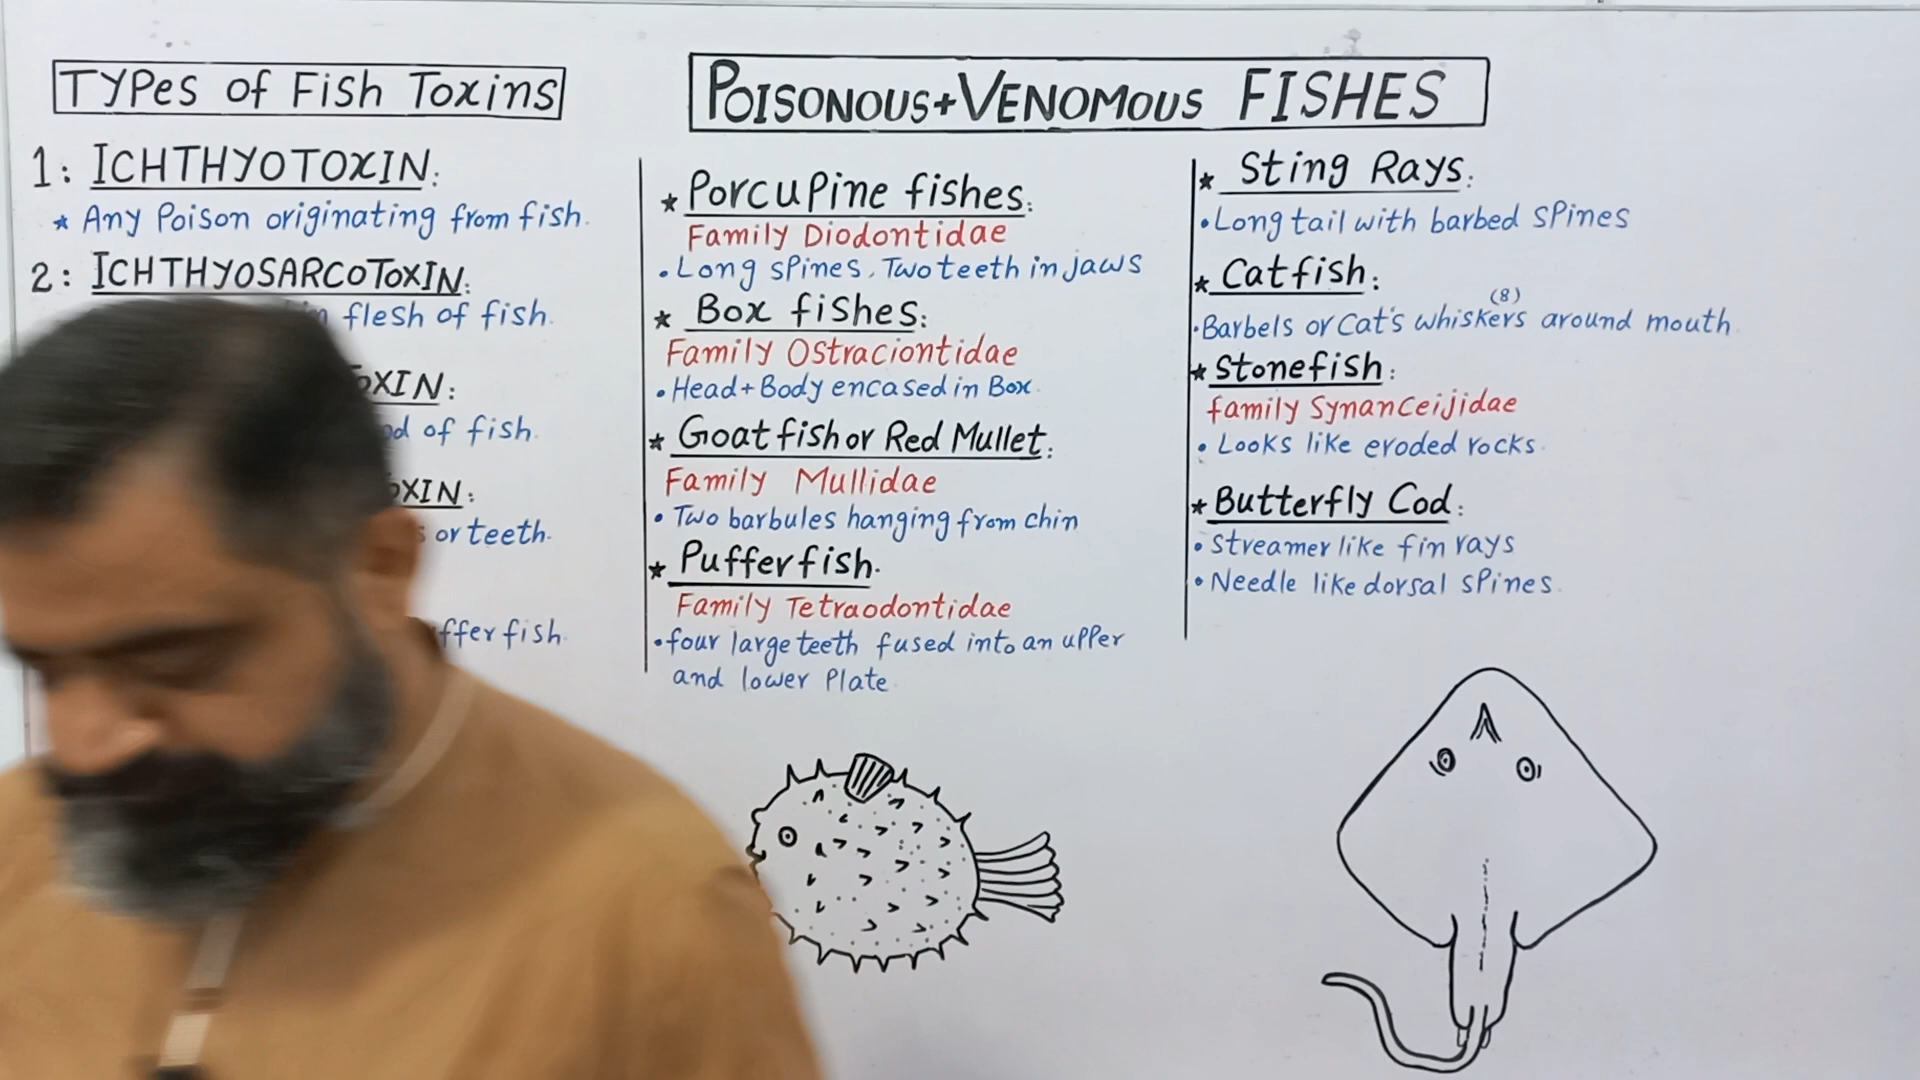 Types of Fish Toxins
1: ICHTHYOTOXIN:
* Any Poison originating from fish.
2: ICHTHYOSARCOTOXIN:
flesh of fish.
OXIN:
of fish.
OXIN:
or teeth.
fish.
POISONOUS+VENOMOUS FISHES
* Porcupine fishes:
Family Diodontidae
• Long spines, Two teeth in jaws
* Box fishes:
Family Ostraciontidae
• Head+Body encased in Box.
* Goat fish or Red Mullet:
Family Mullidae
• Two barbules hanging from chin
* Puffer fish.
Family Tetraodontidae
• four large teeth fused into an upper
and lower Plate.
* Sting Rays:
• Long tail with barbed spines
* Catfish:
(8)
• Barbels or Cat's whiskers around mouth.
* Stonefish:
family Synanceijidae
• Looks like eroded rocks.
* Butterfly Cod:
• Streamer like fin rays
• Needle like dorsal spines.